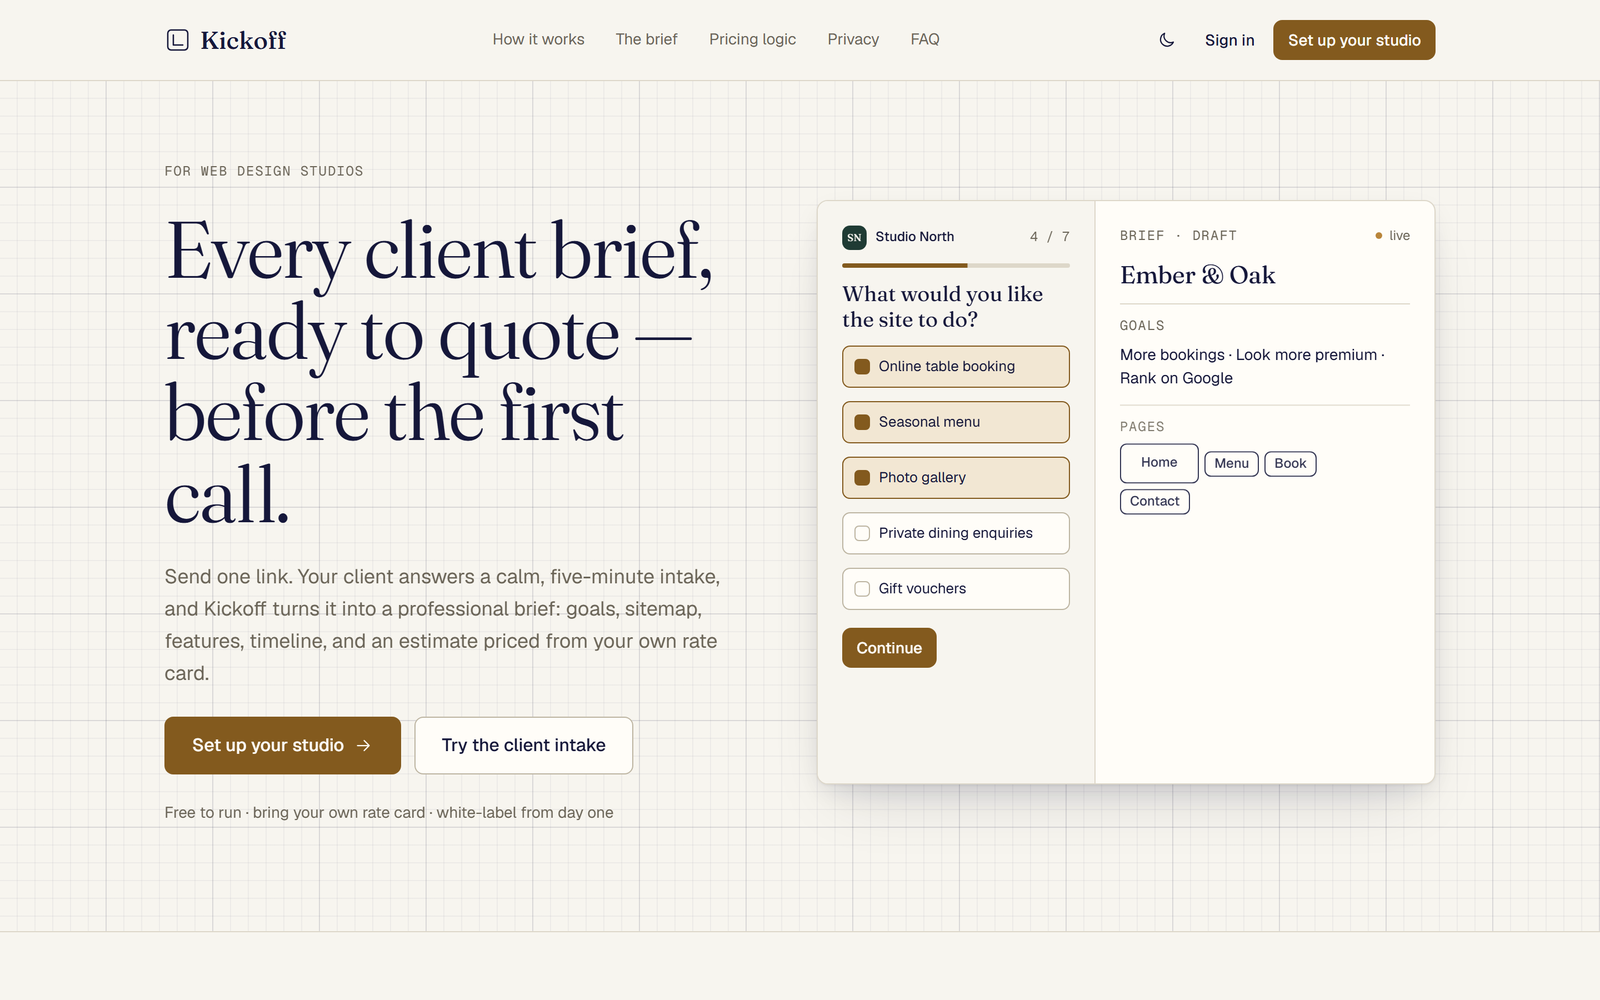 Kickoff
How it works
The brief
Pricing logic
Privacy
FAQ
Sign in
Set up your studio
FOR WEB DESIGN STUDIOS
Every client brief,
ready to quote —
before the first
call.
Send one link. Your client answers a calm, five-minute intake,
and Kickoff turns it into a professional brief: goals, sitemap,
features, timeline, and an estimate priced from your own rate
card.
Set up your studio →
Try the client intake
Free to run · bring your own rate card · white-label from day one
SN Studio North 4 / 7
What would you like
the site to do?
Online table booking
Seasonal menu
Photo gallery
Private dining enquiries
Gift vouchers
Continue
BRIEF · DRAFT live
Ember & Oak
GOALS
More bookings · Look more premium ·
Rank on Google
PAGES
Home Menu Book
Contact